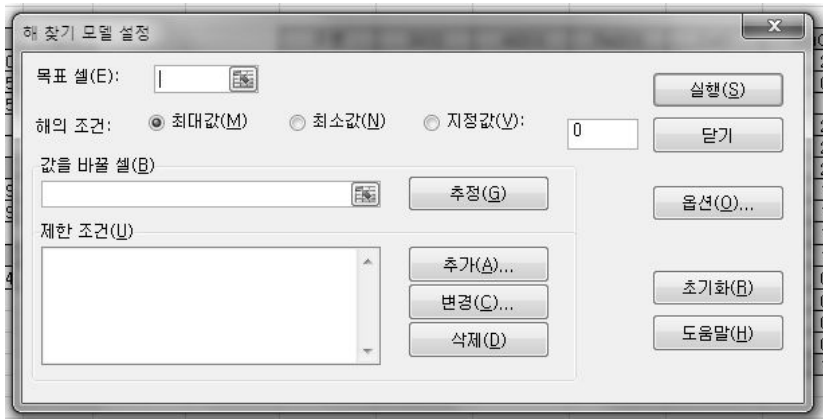 해 찾기 모델 설정
목표 셀(E):
실행(S)
해의 조건: 최대값(M) 최소값(N) 지정값(V): 0
닫기
값을 바꿀 셀(B)
추정(G)
옵션(O)...
제한 조건(U)
추가(A)...
변경(C)...
삭제(D)
초기화(R)
도움말(H)